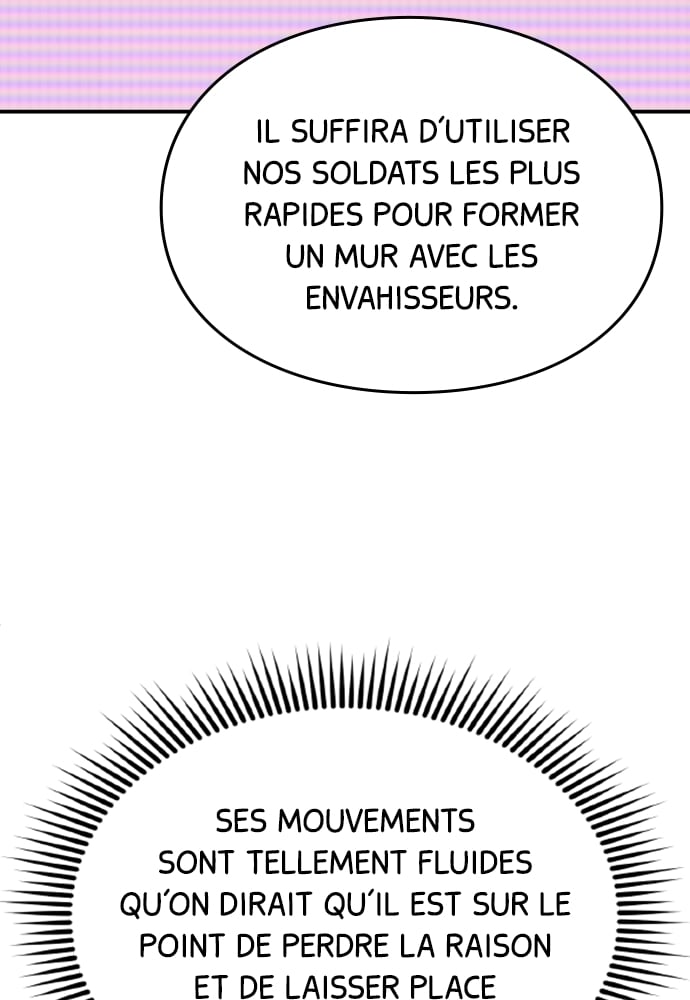 IL SUFFIRA D'UTILISER
NOS SOLDATS LES PLUS
RAPIDES POUR FORMER
UN MUR AVEC LES
ENVAHISSEURS.
SES MOUVEMENTS
SONT TELLEMENT FLUIDES
QU'ON DIRAIT QU'IL EST SUR LE
POINT DE PERDRE LA RAISON
ET DE LAISSER PLACE